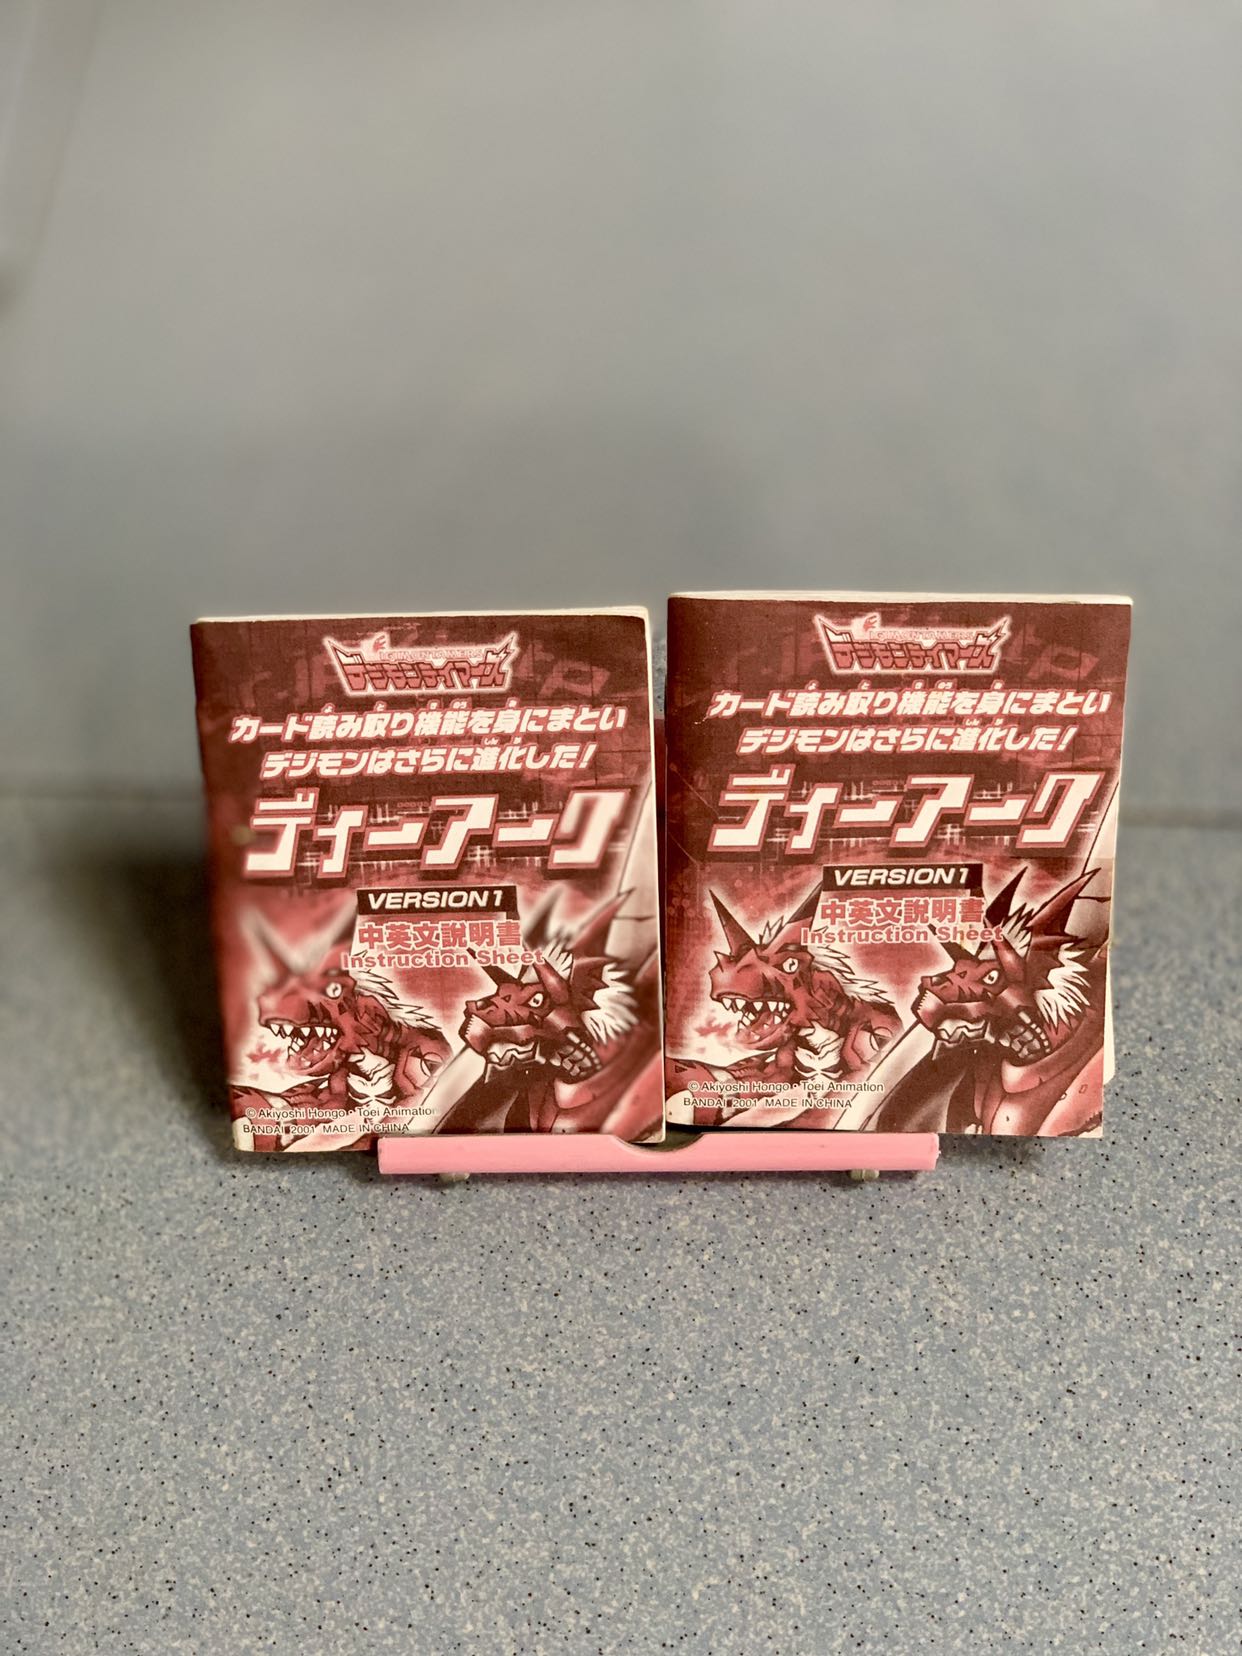 DIGIMON TAMERS
デジモンテイマーズ
カード読み取り機能を身にまとい
デジモンはさらに進化した!
ディーアーク
VERSION1
中英文說明書
Instruction Sheet
© Akiyoshi Hongo・Toei Animation
BANDAI 2001 MADE IN CHINA
DIGIMON TAMERS
デジモンテイマーズ
カード読み取り機能を身にまとい
デジモンはさらに進化した!
ディーアーク
VERSION1
中英文說明書
Instruction Sheet
© Akiyoshi Hongo・Toei Animation
BANDAI 2001 MADE IN CHINA